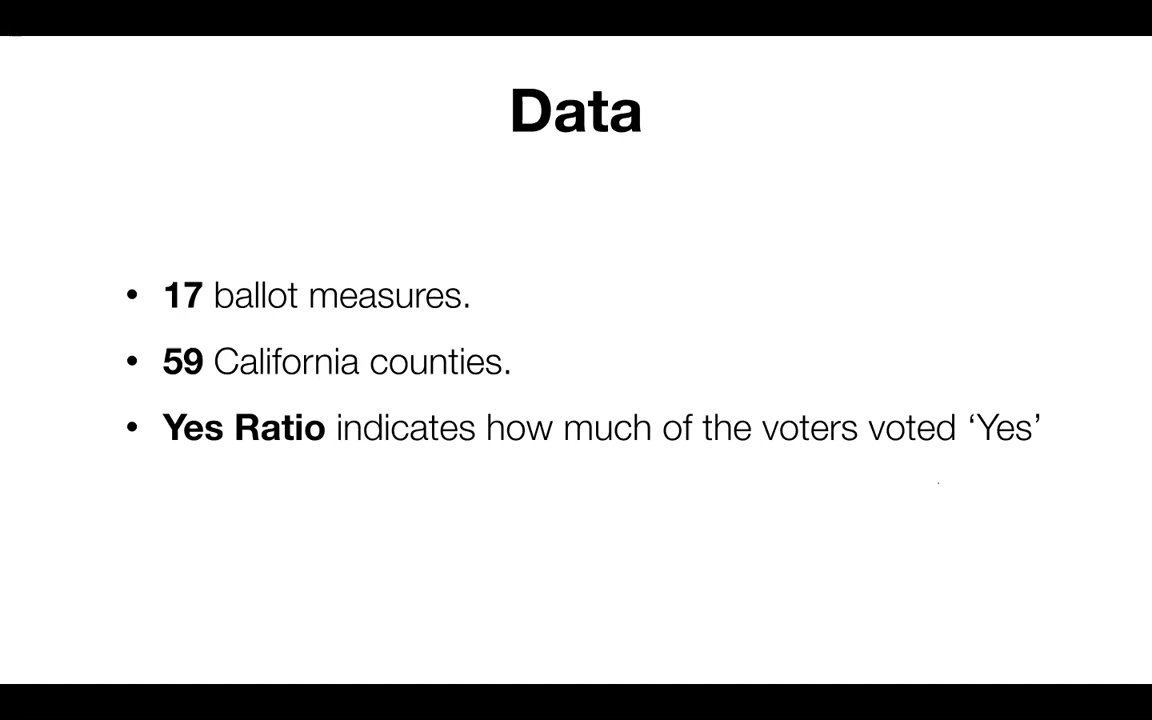 Data
• 17 ballot measures.
• 59 California counties.
• Yes Ratio indicates how much of the voters voted ‘Yes’